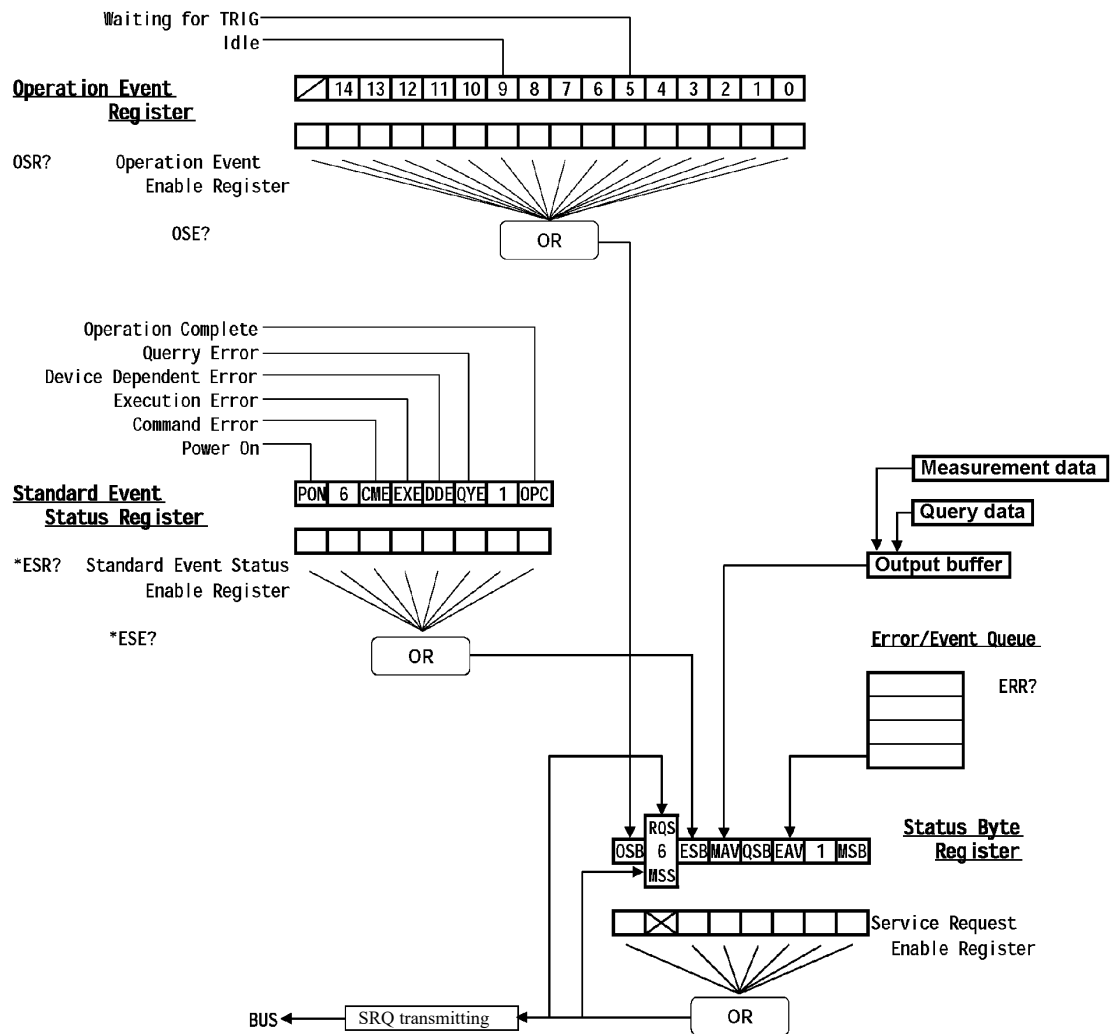 Waiting for TRIG
Idle
Operation Event
Register
14 13 12 11 10 9 8 7 6 5 4 3 2 1 0
OSR? Operation Event
Enable Register
OSE?
OR
Operation Complete
Querry Error
Device Dependent Error
Execution Error
Command Error
Power On
Standard Event
Status Register
PON 6 CME EXE DDE QYE 1 OPC
*ESR? Standard Event Status
Enable Register
*ESE?
OR
Measurement data
Query data
Output buffer
Error/Event Queue
ERR?
Status Byte
Register
RQS
OSB 6 ESB MAV QSB EAV 1 MSB
MSS
Service Request
Enable Register
OR
BUS
SRQ transmitting